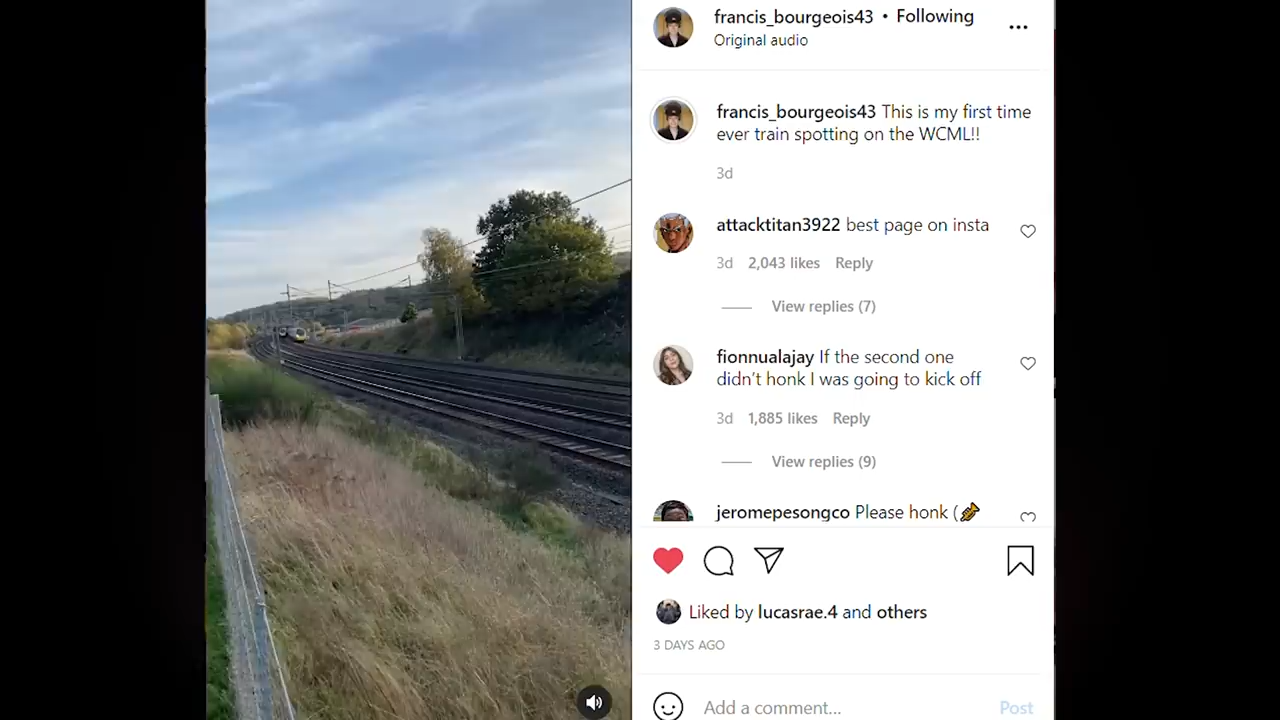 francis_bourgeois43 • Following
Original audio
francis_bourgeois43 This is my first time
ever train spotting on the WCML!!
3d
attacktitan3922 best page on insta
3d 2,043 likes Reply
View replies (7)
fionnualajay If the second one
didn't honk I was going to kick off
3d 1,885 likes Reply
View replies (9)
jeromepesongco Please honk (🎺
Liked by lucasrae.4 and others
3 DAYS AGO
Add a comment... Post